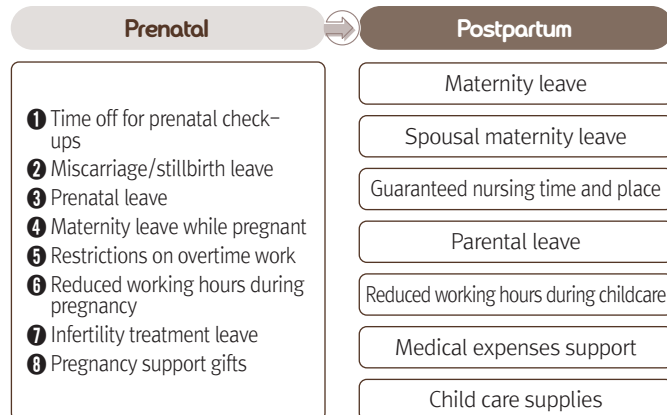 Prenatal
❶ Time off for prenatal check-
ups
❷ Miscarriage/stillbirth leave
❸ Prenatal leave
❹ Maternity leave while pregnant
❺ Restrictions on overtime work
❻ Reduced working hours during
pregnancy
❼ Infertility treatment leave
❽ Pregnancy support gifts
Postpartum
Maternity leave
Spousal maternity leave
Guaranteed nursing time and place
Parental leave
Reduced working hours during childcare
Medical expenses support
Child care supplies